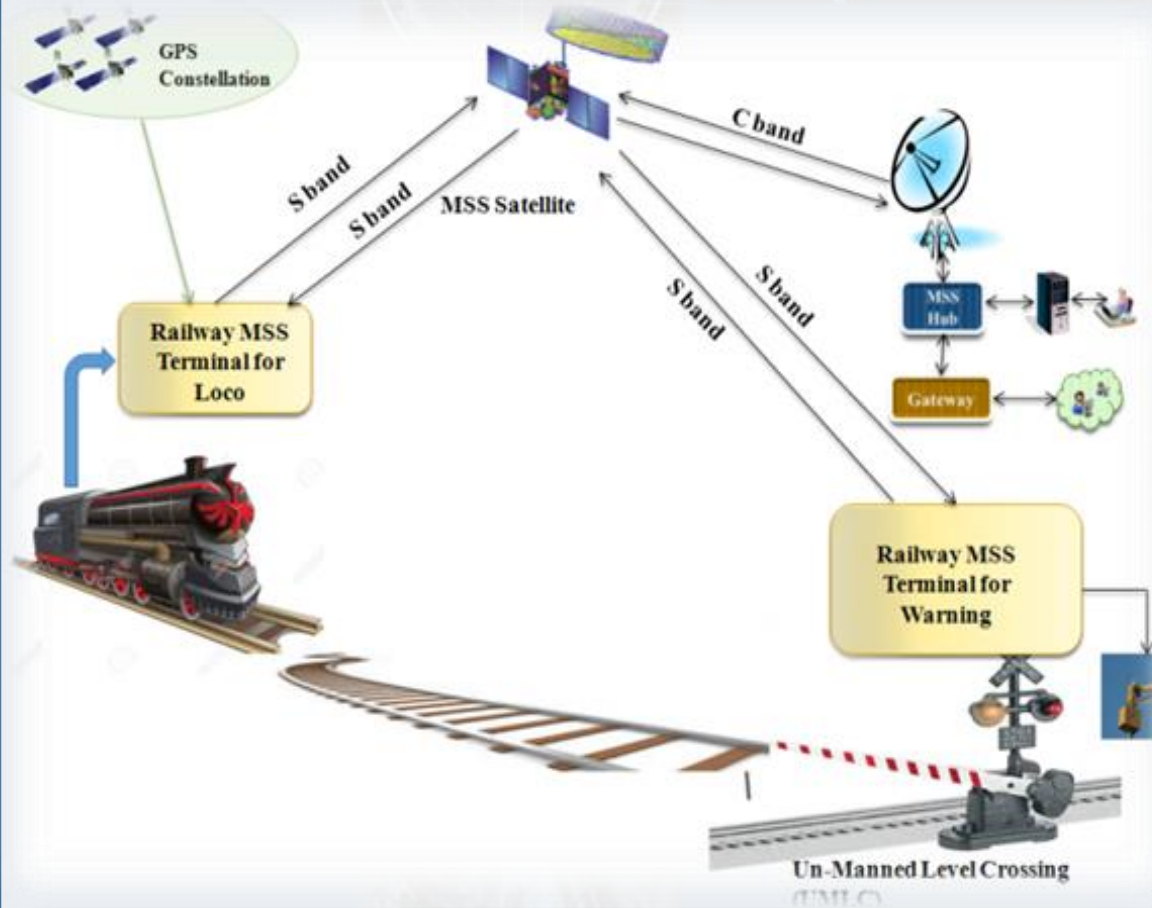 GPS
Constellation
C band
S band
S band
MSS Satellite
S band
S band
MSS
Hub
Railway MSS
Terminal for
Loco
Gateway
Railway MSS
Terminal for
Warning
Un-Manned Level Crossing
(UMLC)